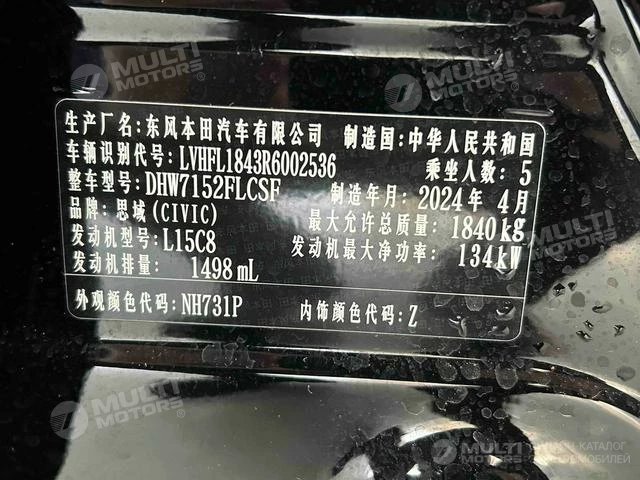 MULTI MOTORS
MULTI MOTORS
生产厂名：东风本田汽车有限公司 制造国：中华人民共和国
车辆识别代号：LVHFL1843R6002536 乘坐人数：5
整车型号：DHW7152FLCSF 制造年月：2024年 4月
品牌：思域(CIVIC) 最大允许总质量：1840kg
发动机型号：L15C8 发动机最大净功率：134kW
发动机排量：1498mL
外观颜色代码：NH731P 内饰颜色代码：Z
MULTI MOTORS
MULTI MOTORS
ОНЛАЙН-КАТАЛОГ
АВТОМОБИЛЕЙ